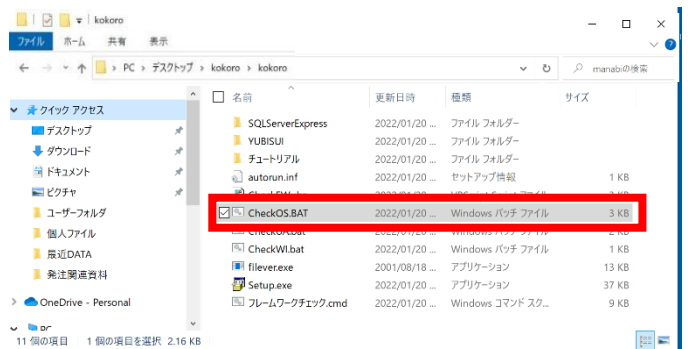 kokoro
ファイル ホーム 共有 表示
PC › デスクトップ › kokoro › kokoro manabiの検索
名前 更新日時 種類 サイズ
クイック アクセス
デスクトップ
ダウンロード
ドキュメント
ピクチャ
ユーザーフォルダ
個人ファイル
最近DATA
発注関連資料
OneDrive - Personal
PC
SQLServerExpress 2022/01/20 ... ファイル フォルダー
YUBISUI 2022/01/20 ... ファイル フォルダー
チュートリアル 2022/01/20 ... ファイル フォルダー
autorun.inf 2022/01/20 ... セットアップ情報 1 KB
CheckOS.BAT 2022/01/20 ... Windows バッチ ファイル 3 KB
CheckWI.bat 2022/01/20 ... Windows バッチ ファイル 1 KB
filever.exe 2001/08/18 ... アプリケーション 13 KB
Setup.exe 2022/01/20 ... アプリケーション 37 KB
フレームワークチェック.cmd 2022/01/20 ... Windows コマンド スク... 9 KB
11 個の項目 1 個の項目を選択 2.16 KB